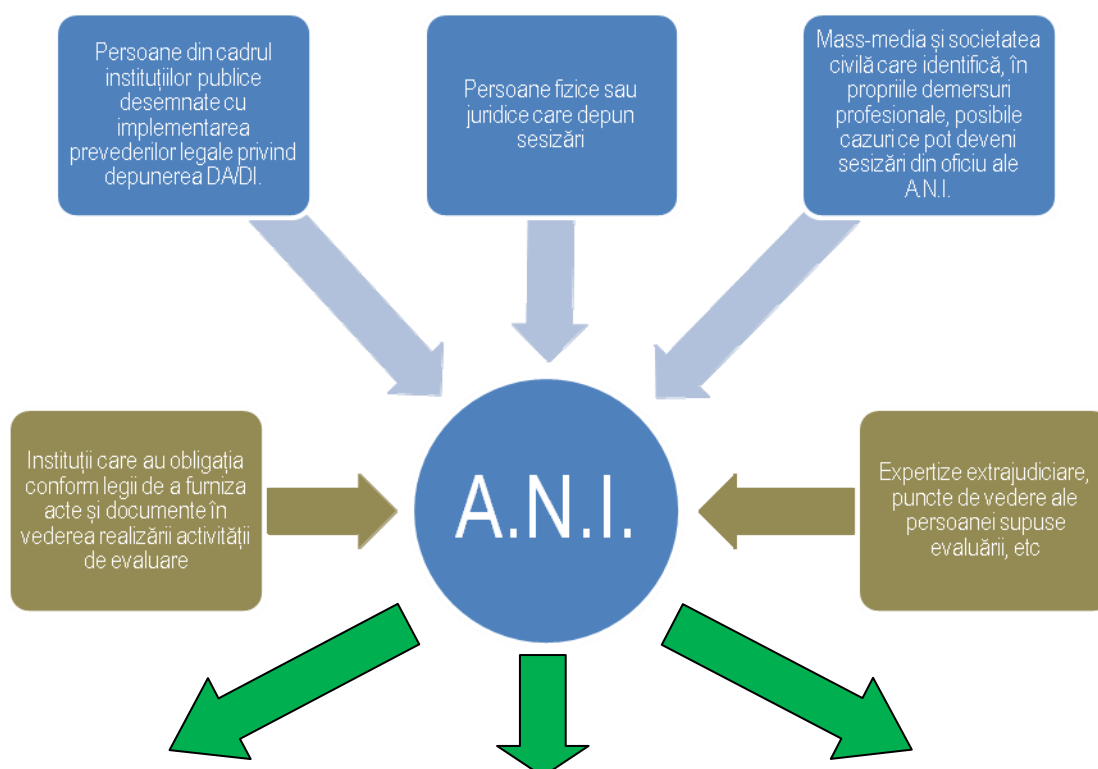 Persoane din cadrul
instituțiilor publice
desemnate cu
implementarea
prevederilor legale privind
depunerea DA/DI.
Persoane fizice sau
juridice care depun
sesizări
Mass-media și societatea
civilă care identifică, în
propriile demersuri
profesionale, posibile
cazuri ce pot deveni
sesizări din oficiu ale
A.N.I.
Instituții care au obligația
conform legii de a furniza
acte și documente în
vederea realizării activității
de evaluare
A.N.I.
Expertize extrajudiciare,
puncte de vedere ale
persoanei supuse
evaluării, etc